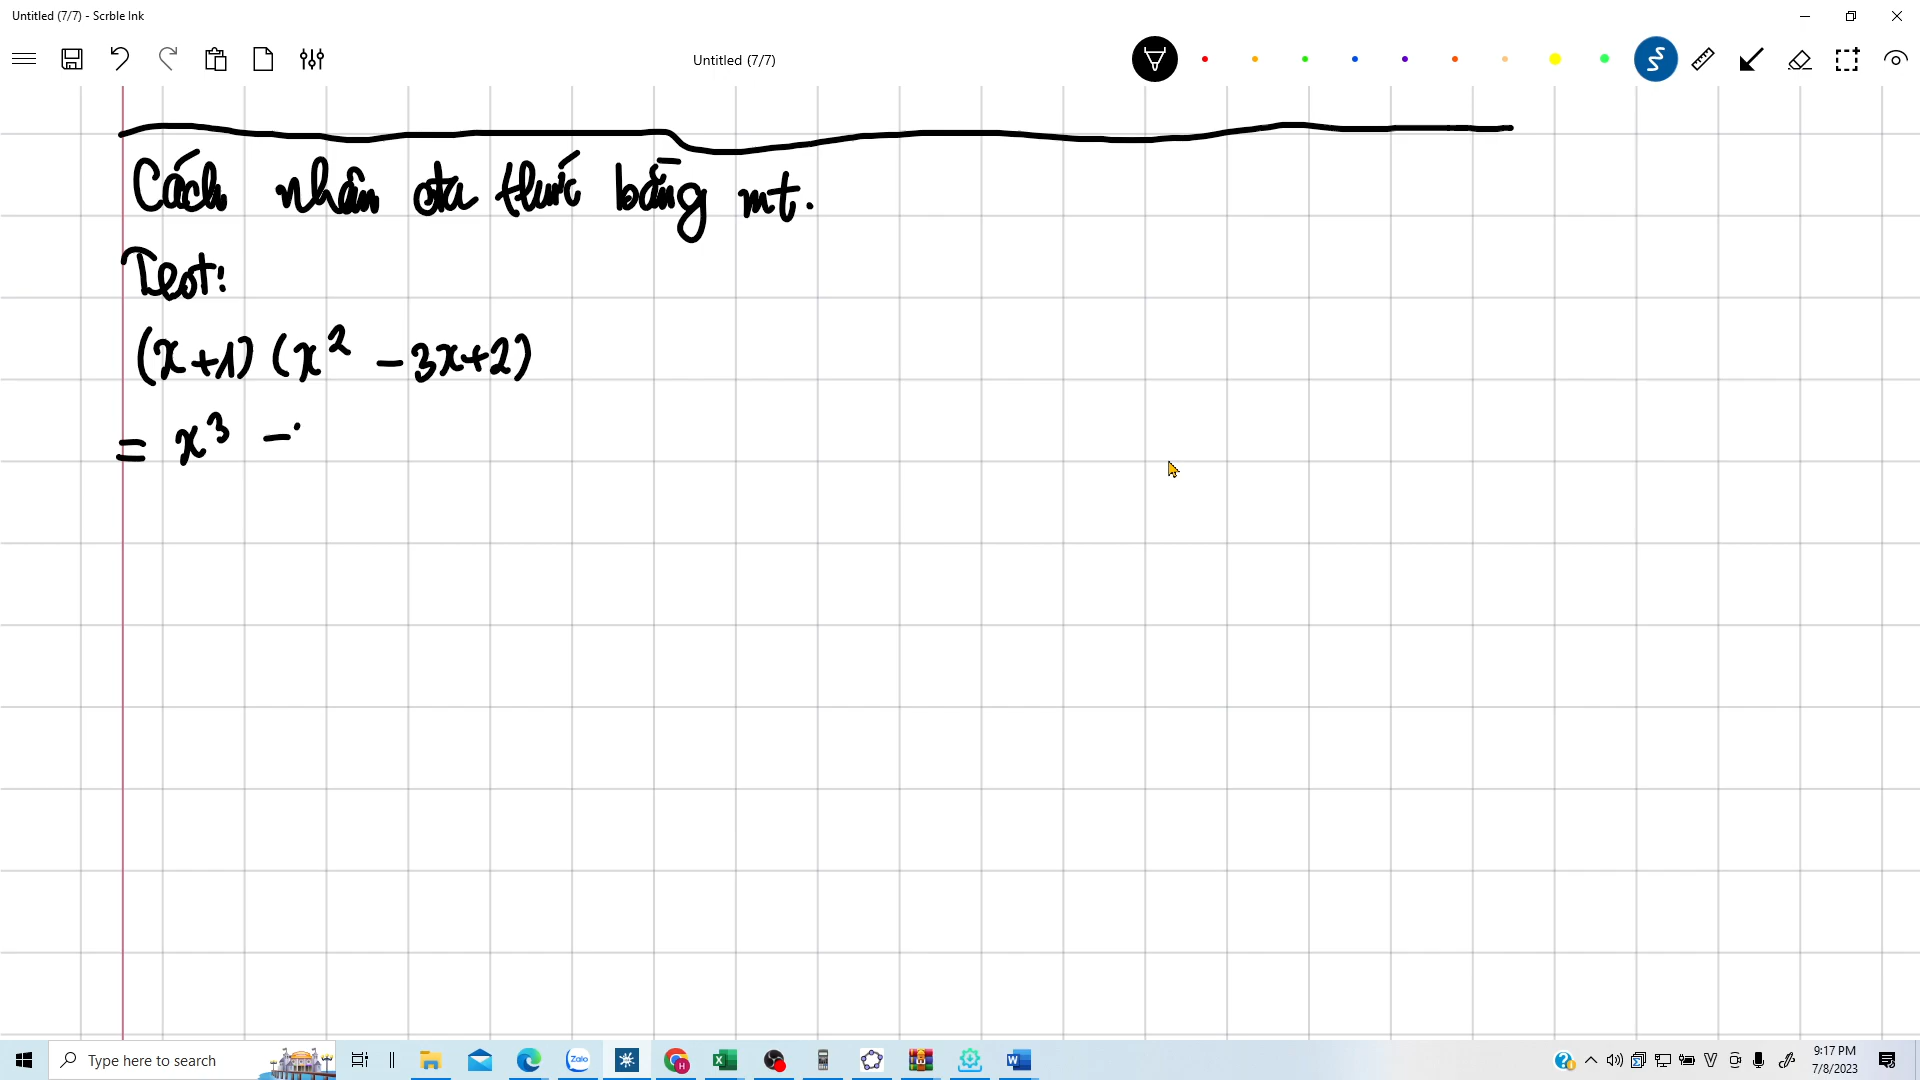 Untitled (7/7) - Scrble Ink
Untitled (7/7)
Cách nhân đa thức bằng mt.
Test:
(x+1) (x² - 3x+2)
= x³ -
Type here to search
Zalo
9:17 PM
7/8/2023